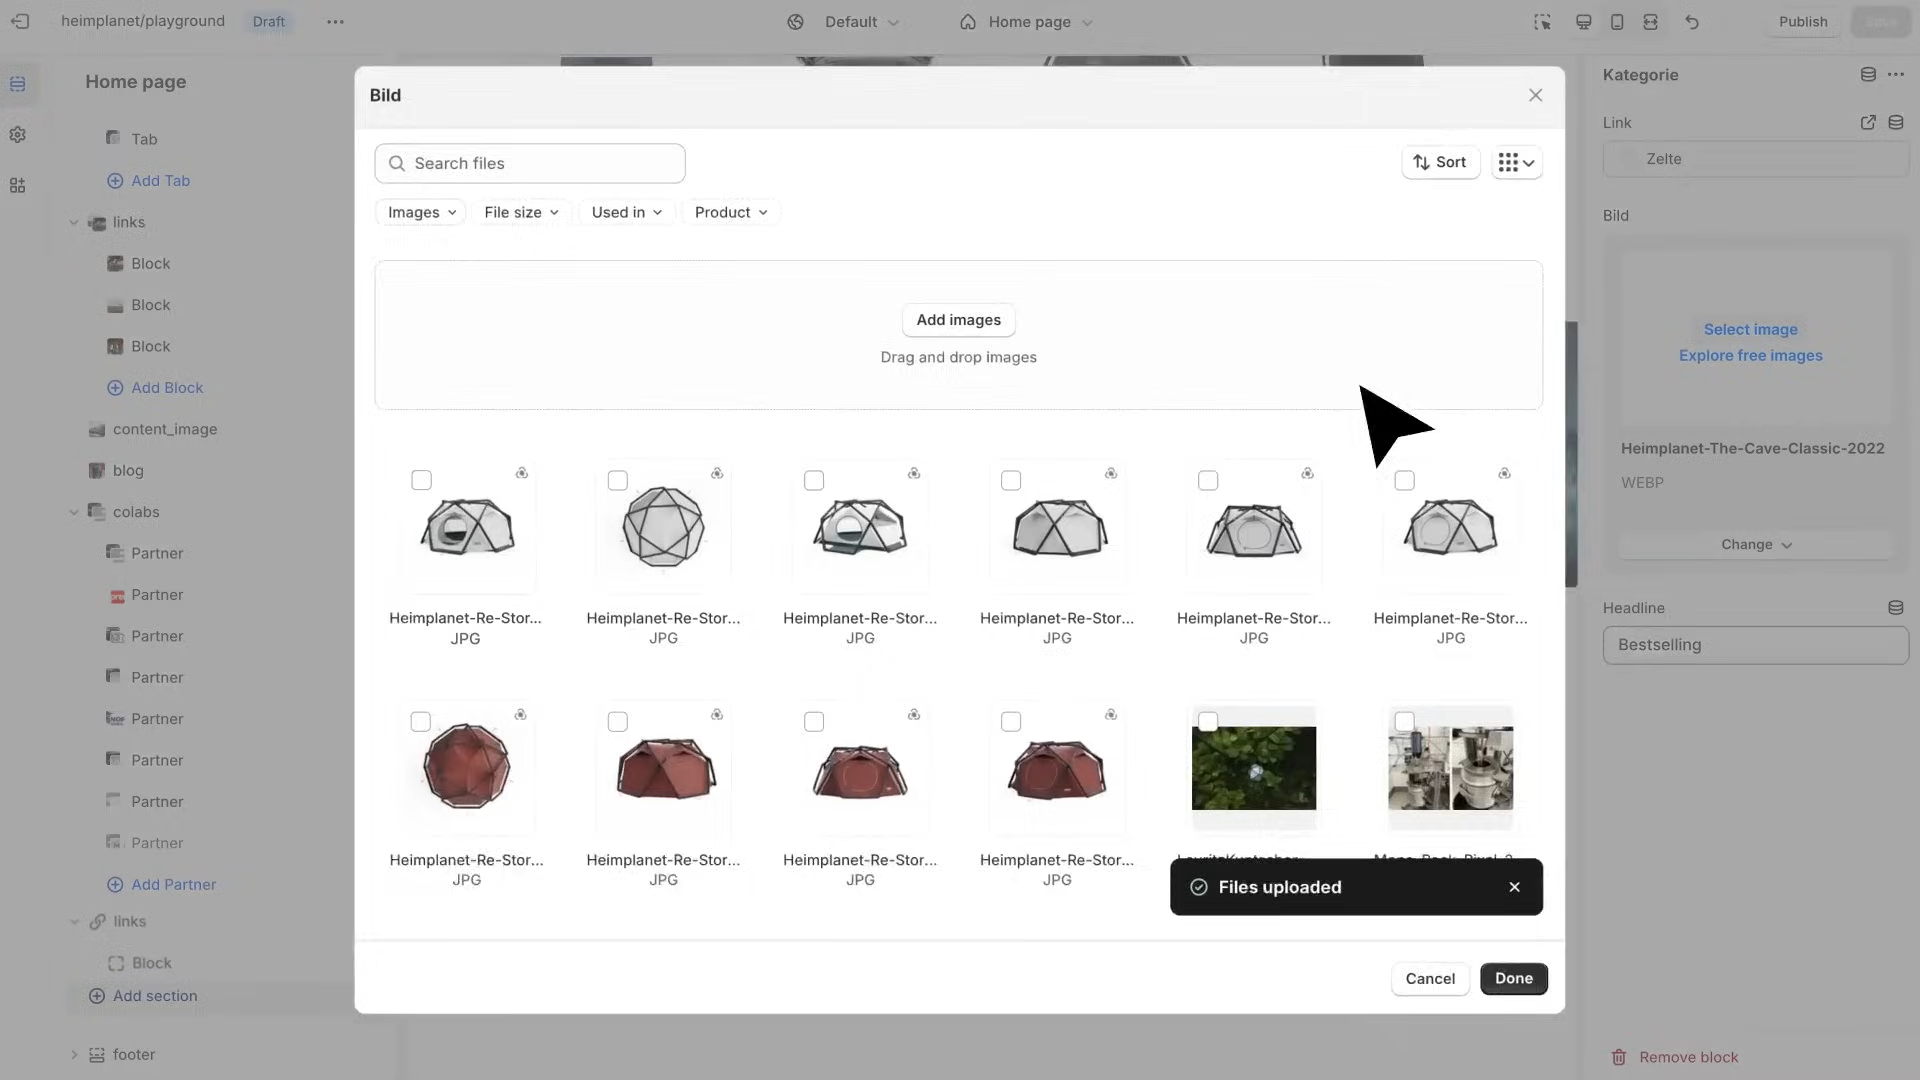 heimplanet/playground
Draft
Default
Home page
Publish
Home page
Tab
Add Tab
links
Block
Block
Block
Add Block
content_image
blog
colabs
Partner
Partner
Partner
Partner
Partner
Partner
Partner
Partner
Add Partner
links
Block
Add section
footer
Bild
Search files
Sort
Images
File size
Used in
Product
Add images
Drag and drop images
Heimplanet-Re-Stor...
JPG
Heimplanet-Re-Stor...
JPG
Heimplanet-Re-Stor...
JPG
Heimplanet-Re-Stor...
JPG
Heimplanet-Re-Stor...
JPG
Heimplanet-Re-Stor...
JPG
Heimplanet-Re-Stor...
JPG
Heimplanet-Re-Stor...
JPG
Heimplanet-Re-Stor...
JPG
Heimplanet-Re-Stor...
JPG
Files uploaded
Cancel
Done
Kategorie
Link
Zelte
Bild
Select image
Explore free images
Heimplanet-The-Cave-Classic-2022
WEBP
Change
Headline
Bestselling
Remove block